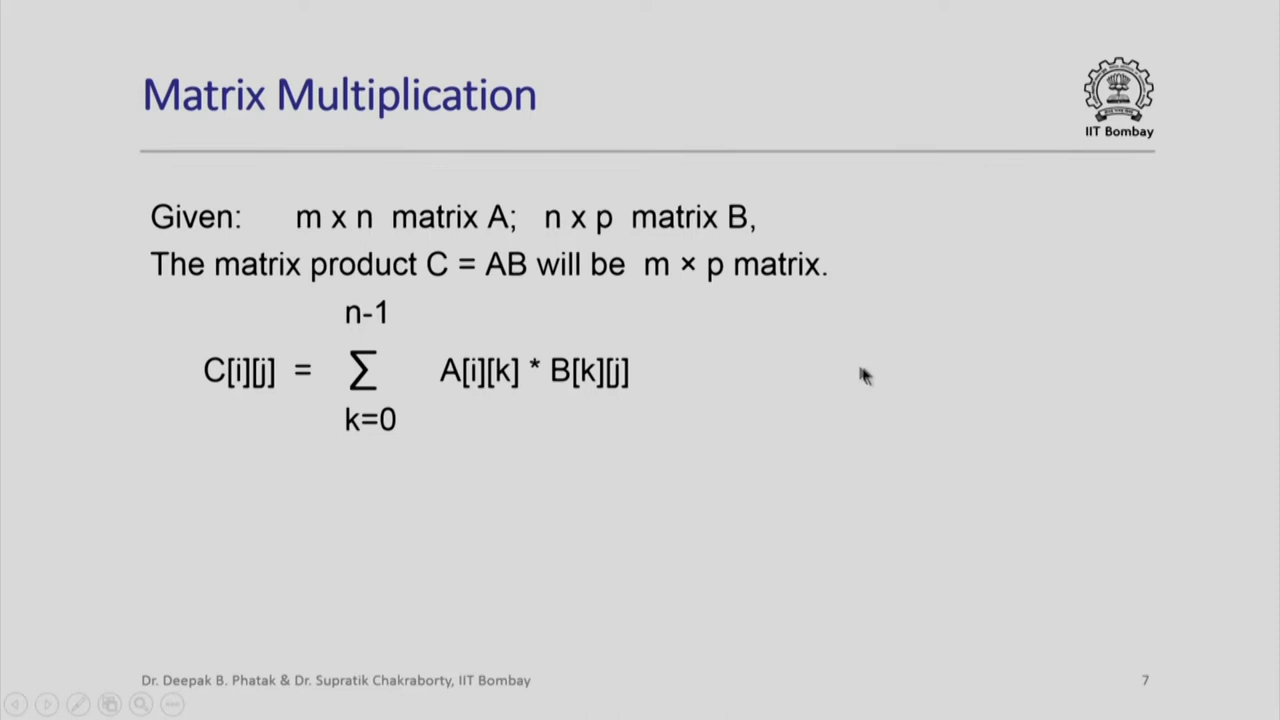 Matrix Multiplication
IIT Bombay
Given: m x n matrix A; n x p matrix B,
The matrix product C = AB will be m × p matrix.
n-1
C[i][j] = ∑ A[i][k] * B[k][j]
k=0
Dr. Deepak B. Phatak & Dr. Supratik Chakraborty, IIT Bombay
7